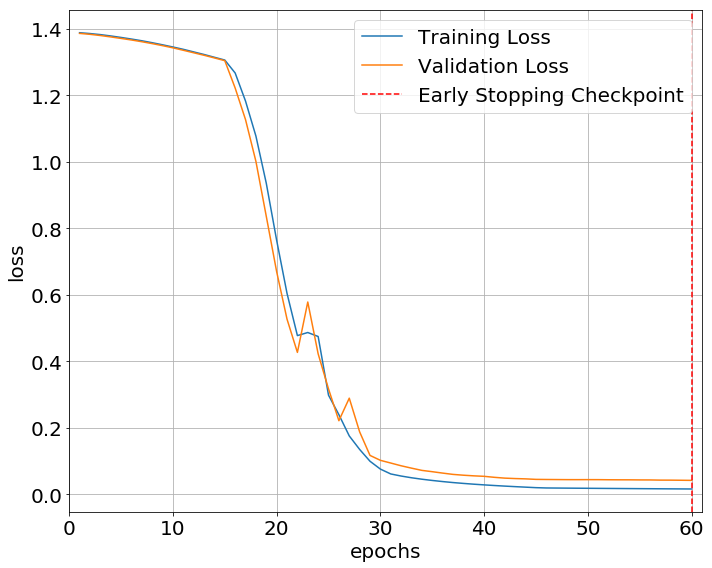 1.4
1.2
1.0
0.8
0.6
0.4
0.2
0.0
loss
Training Loss
Validation Loss
Early Stopping Checkpoint
0 10 20 30 40 50 60
epochs